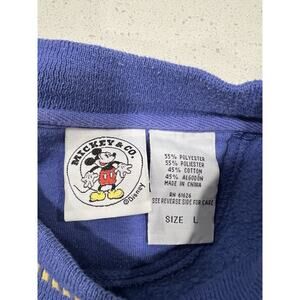 MICKEY & CO.
©Disney
55% POLYESTER
55% POLIESTER
45% COTTON
45% ALGODÓN
MADE IN CHINA
RN 61626
SEE REVERSE SIDE FOR CARE
SIZE L